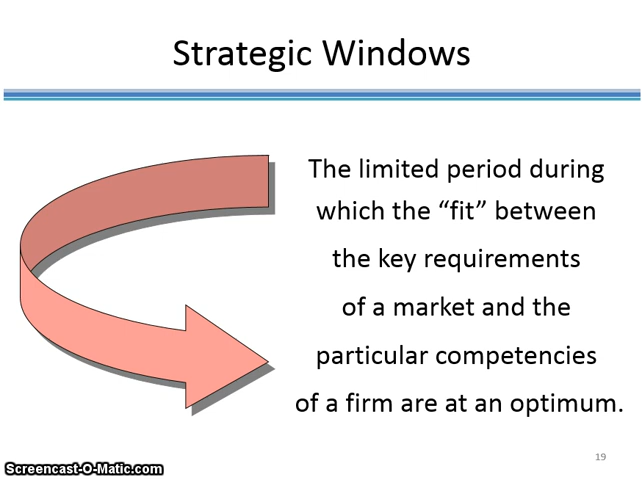 Strategic Windows
The limited period during
which the “fit” between
the key requirements
of a market and the
particular competencies
of a firm are at an optimum.
19
Screencast-O-Matic.com